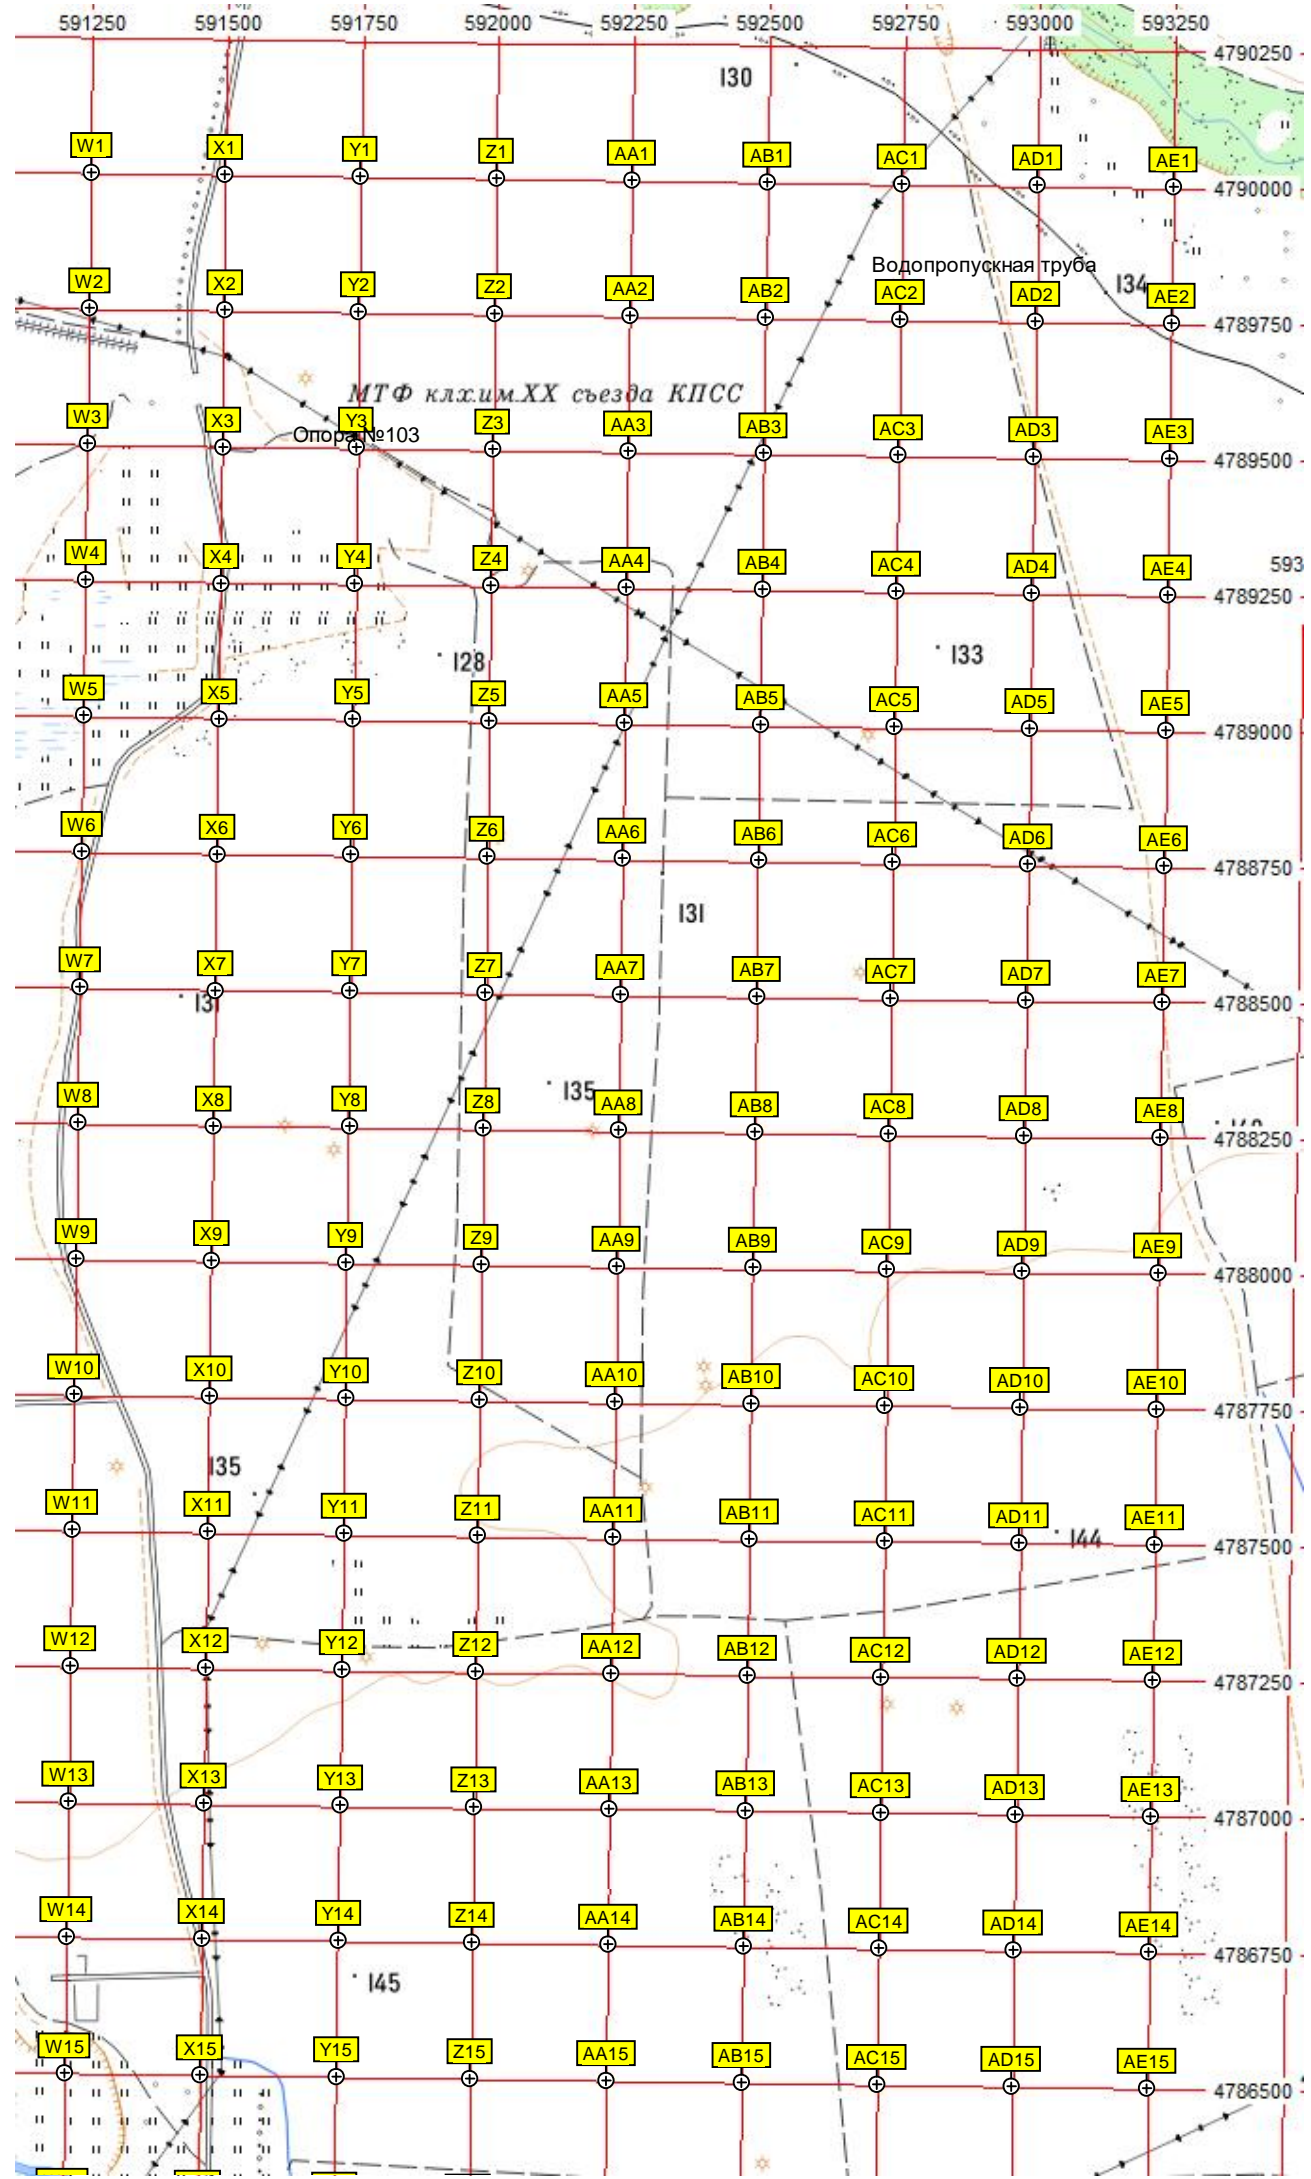 591250 591500 591750 592000 592250 592500 592750 593000 593250
4790250
130
W1 X1 Y1 Z1 AA1 AB1 AC1 AD1 AE1
4790000
Водопропускная труба
134
W2 X2 Y2 Z2 AA2 AB2 AC2 AD2 AE2
4789750
МТФ клх.им.XX съезда КПСС
W3 X3 Y3 Z3 AA3 AB3 AC3 AD3 AE3
Опора №103
4789500
W4 X4 Y4 Z4 AA4 AB4 AC4 AD4 AE4
593
4789250
128 133
W5 X5 Y5 Z5 AA5 AB5 AC5 AD5 AE5
4789000
W6 X6 Y6 Z6 AA6 AB6 AC6 AD6 AE6
4788750
131
W7 X7 Y7 Z7 AA7 AB7 AC7 AD7 AE7
131
4788500
135
W8 X8 Y8 Z8 AA8 AB8 AC8 AD8 AE8
4788250
W9 X9 Y9 Z9 AA9 AB9 AC9 AD9 AE9
4788000
W10 X10 Y10 Z10 AA10 AB10 AC10 AD10 AE10
4787750
135
W11 X11 Y11 Z11 AA11 AB11 AC11 AD11 AE11
144
4787500
W12 X12 Y12 Z12 AA12 AB12 AC12 AD12 AE12
4787250
W13 X13 Y13 Z13 AA13 AB13 AC13 AD13 AE13
4787000
W14 X14 Y14 Z14 AA14 AB14 AC14 AD14 AE14
4786750
145
W15 X15 Y15 Z15 AA15 AB15 AC15 AD15 AE15
4786500